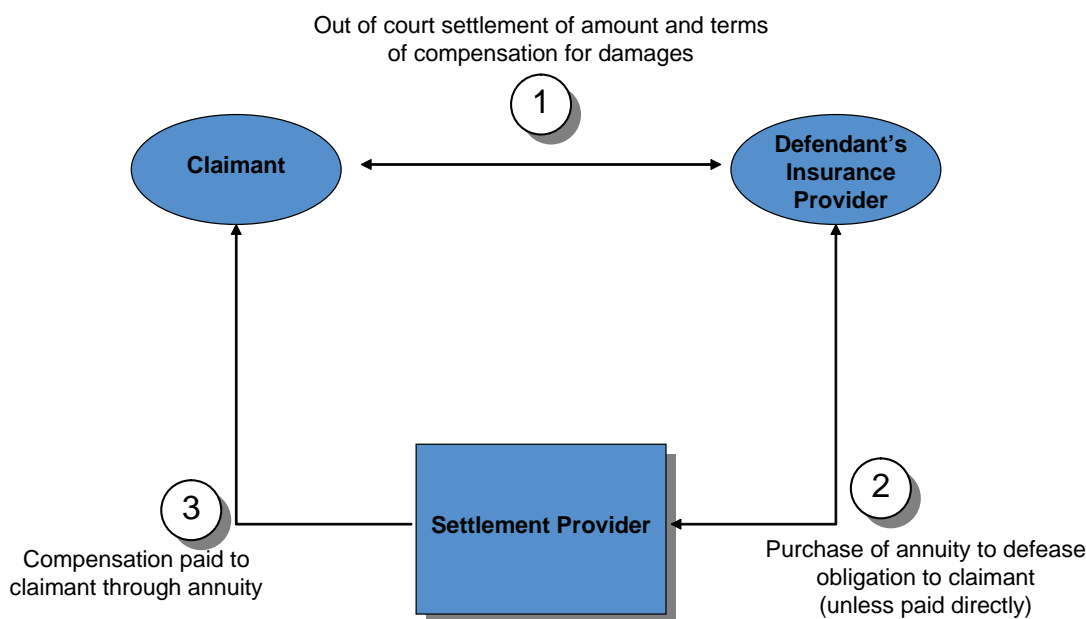 Out of court settlement of amount and terms
of compensation for damages
1
Claimant
Defendant's
Insurance
Provider
3
Compensation paid to
claimant through annuity
Settlement Provider
2
Purchase of annuity to defease
obligation to claimant
(unless paid directly)